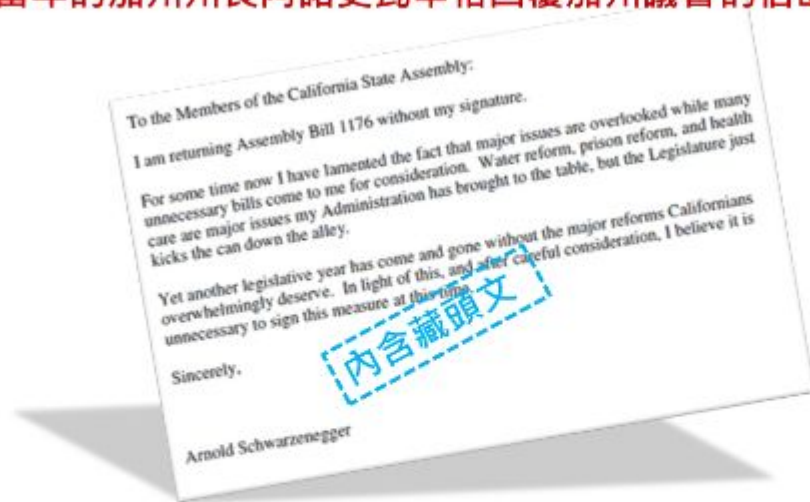 當年的加州州長阿諾史瓦辛格回覆加州議會的信
To the Members of the California State Assembly:
I am returning Assembly Bill 1176 without my signature.
For some time now I have lamented the fact that major issues are overlooked while many
unnecessary bills come to me for consideration. Water reform, prison reform, and health
care are major issues my Administration has brought to the table, but the Legislature just
kicks the can down the alley.
Yet another legislative year has come and gone without the major reforms Californians
overwhelmingly deserve. In light of this, and after careful consideration, I believe it is
unnecessary to sign this measure at this time.
內含藏頭文
Sincerely,
Arnold Schwarzenegger